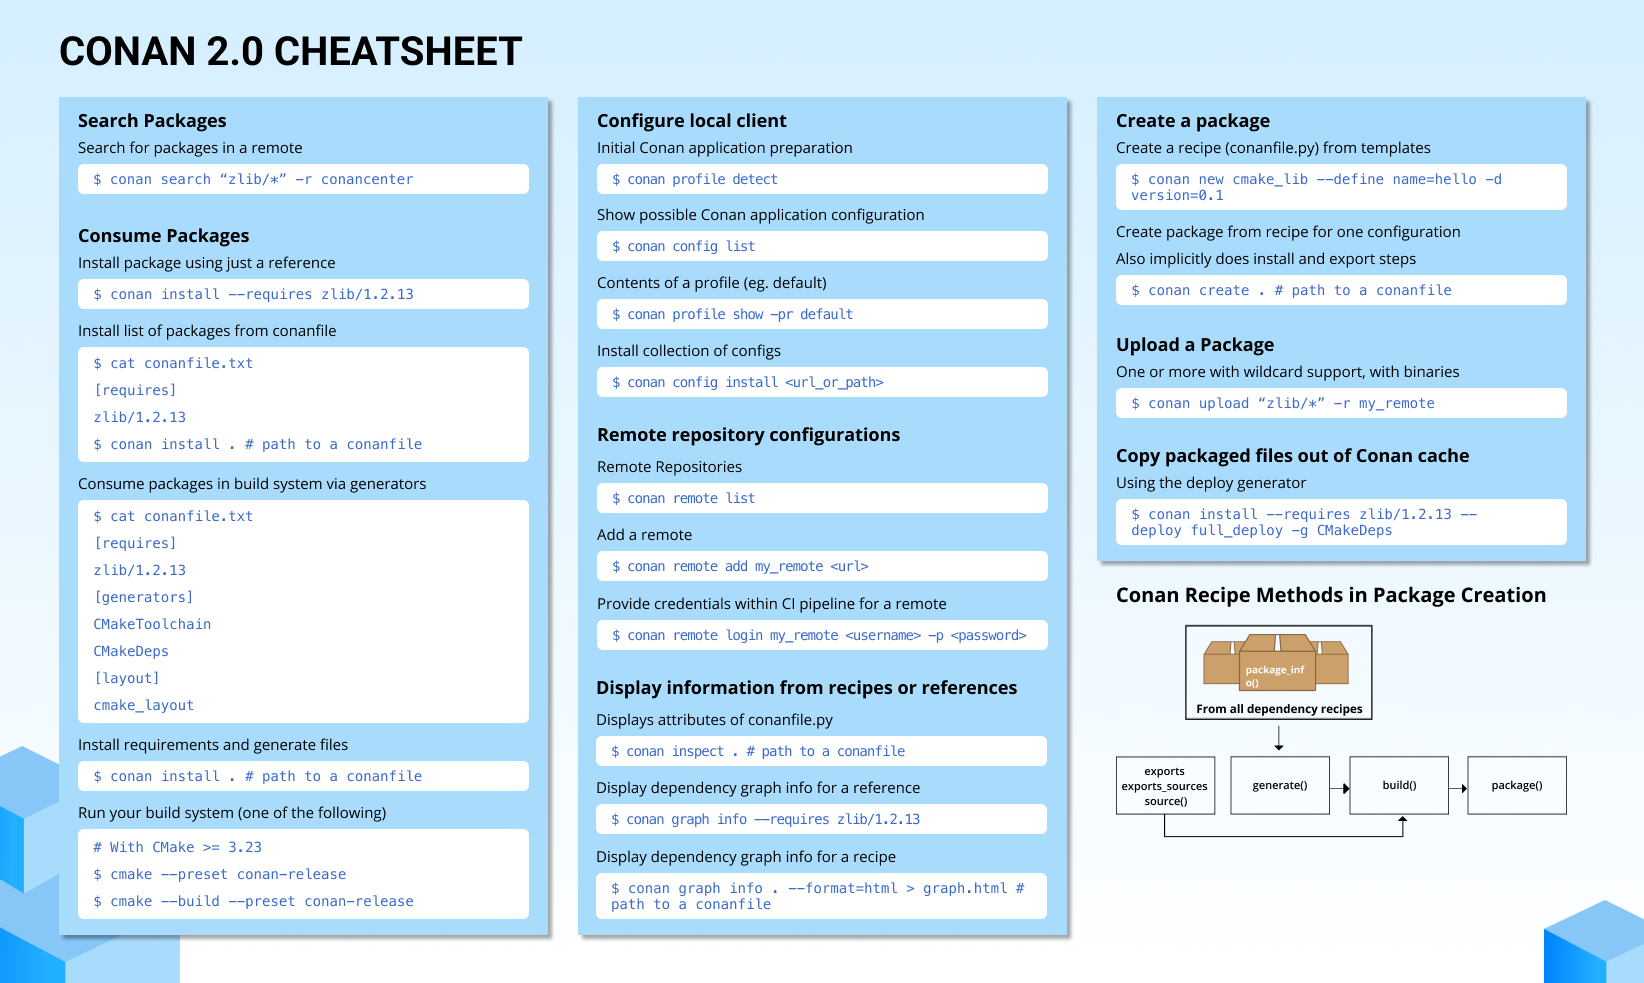 CONAN 2.0 CHEATSHEET
Search Packages
Search for packages in a remote
$ conan search “zlib/*” -r conancenter
Consume Packages
Install package using just a reference
$ conan install --requires zlib/1.2.13
Install list of packages from conanfile
$ cat conanfile.txt
[requires]
zlib/1.2.13
$ conan install . # path to a conanfile
Consume packages in build system via generators
$ cat conanfile.txt
[requires]
zlib/1.2.13
[generators]
CMakeToolchain
CMakeDeps
[layout]
cmake_layout
Install requirements and generate files
$ conan install . # path to a conanfile
Run your build system (one of the following)
# With CMake >= 3.23
$ cmake --preset conan-release
$ cmake --build --preset conan-release
Configure local client
Initial Conan application preparation
$ conan profile detect
Show possible Conan application configuration
$ conan config list
Contents of a profile (eg. default)
$ conan profile show -pr default
Install collection of configs
$ conan config install <url_or_path>
Remote repository configurations
Remote Repositories
$ conan remote list
Add a remote
$ conan remote add my_remote <url>
Provide credentials within CI pipeline for a remote
$ conan remote login my_remote <username> -p <password>
Display information from recipes or references
Displays attributes of conanfile.py
$ conan inspect . # path to a conanfile
Display dependency graph info for a reference
$ conan graph info --requires zlib/1.2.13
Display dependency graph info for a recipe
$ conan graph info . --format=html > graph.html #
path to a conanfile
Create a package
Create a recipe (conanfile.py) from templates
$ conan new cmake_lib --define name=hello -d
version=0.1
Create package from recipe for one configuration
Also implicitly does install and export steps
$ conan create . # path to a conanfile
Upload a Package
One or more with wildcard support, with binaries
$ conan upload “zlib/*” -r my_remote
Copy packaged files out of Conan cache
Using the deploy generator
$ conan install --requires zlib/1.2.13 --
deploy full_deploy -g CMakeDeps
Conan Recipe Methods in Package Creation
package_inf
o()
From all dependency recipes
exports
exports_sources
source()
generate()
build()
package()